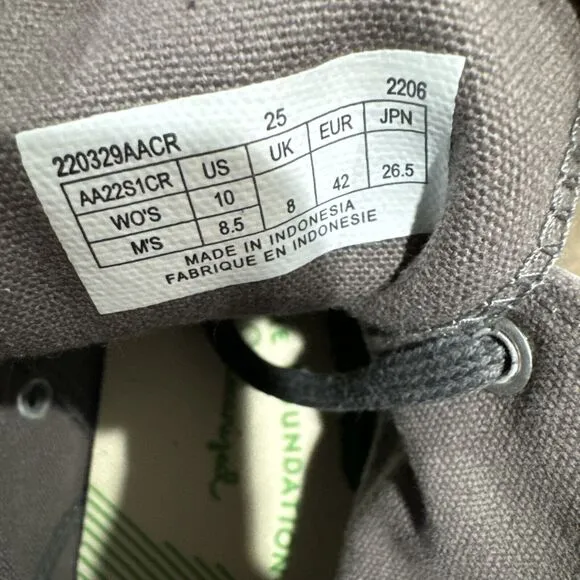 220329AACR 25 2206
AA22S1CR US UK EUR JPN
WO'S 10 8 42 26.5
M'S 8.5
MADE IN INDONESIA
FABRIQUE EN INDONESIE
UNDATION